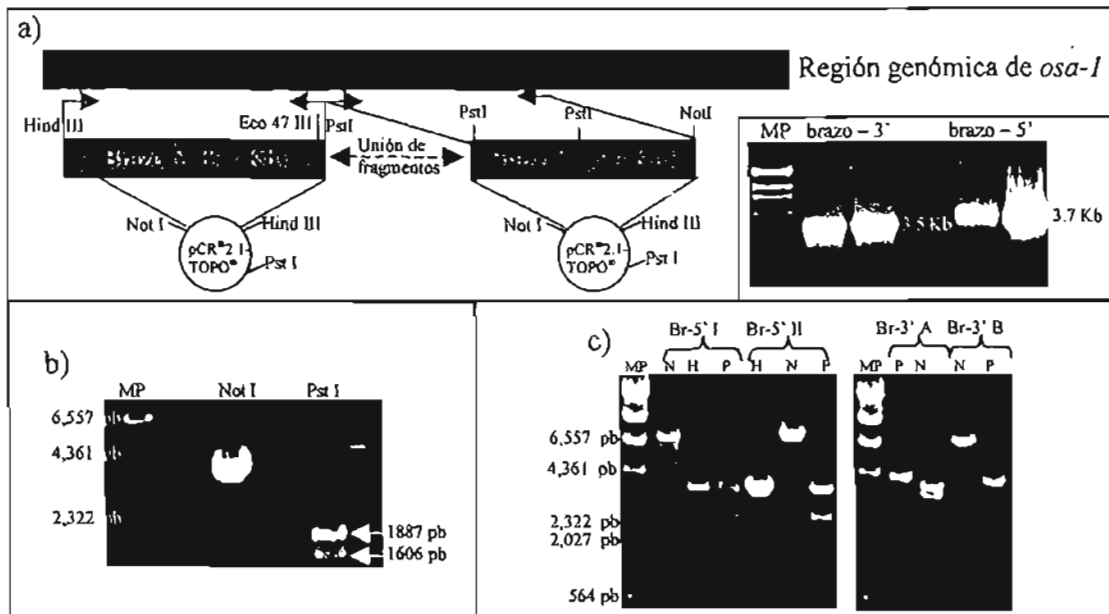 a)
Región genómica de osa-1
Hind III
Eco 47 III
PstI
PstI
PstI
NotI
Unión de
fragmentos
Not I
Hind III
pCR®2.1-
TOPO®
Pst I
Not I
Hind III
pCR®2.1-
TOPO®
Pst I
MP brazo – 3' brazo – 5'
3.5 Kb
3.7 Kb
b)
MP Not I Pst I
6,557 pb
4,361 pb
2,322 pb
1887 pb
1606 pb
c)
Br-5' I Br-5' II
MP N H P H N P
6,557 pb
4,361 pb
2,322 pb
2,027 pb
564 pb
Br-3' A Br-3' B
MP P N N P